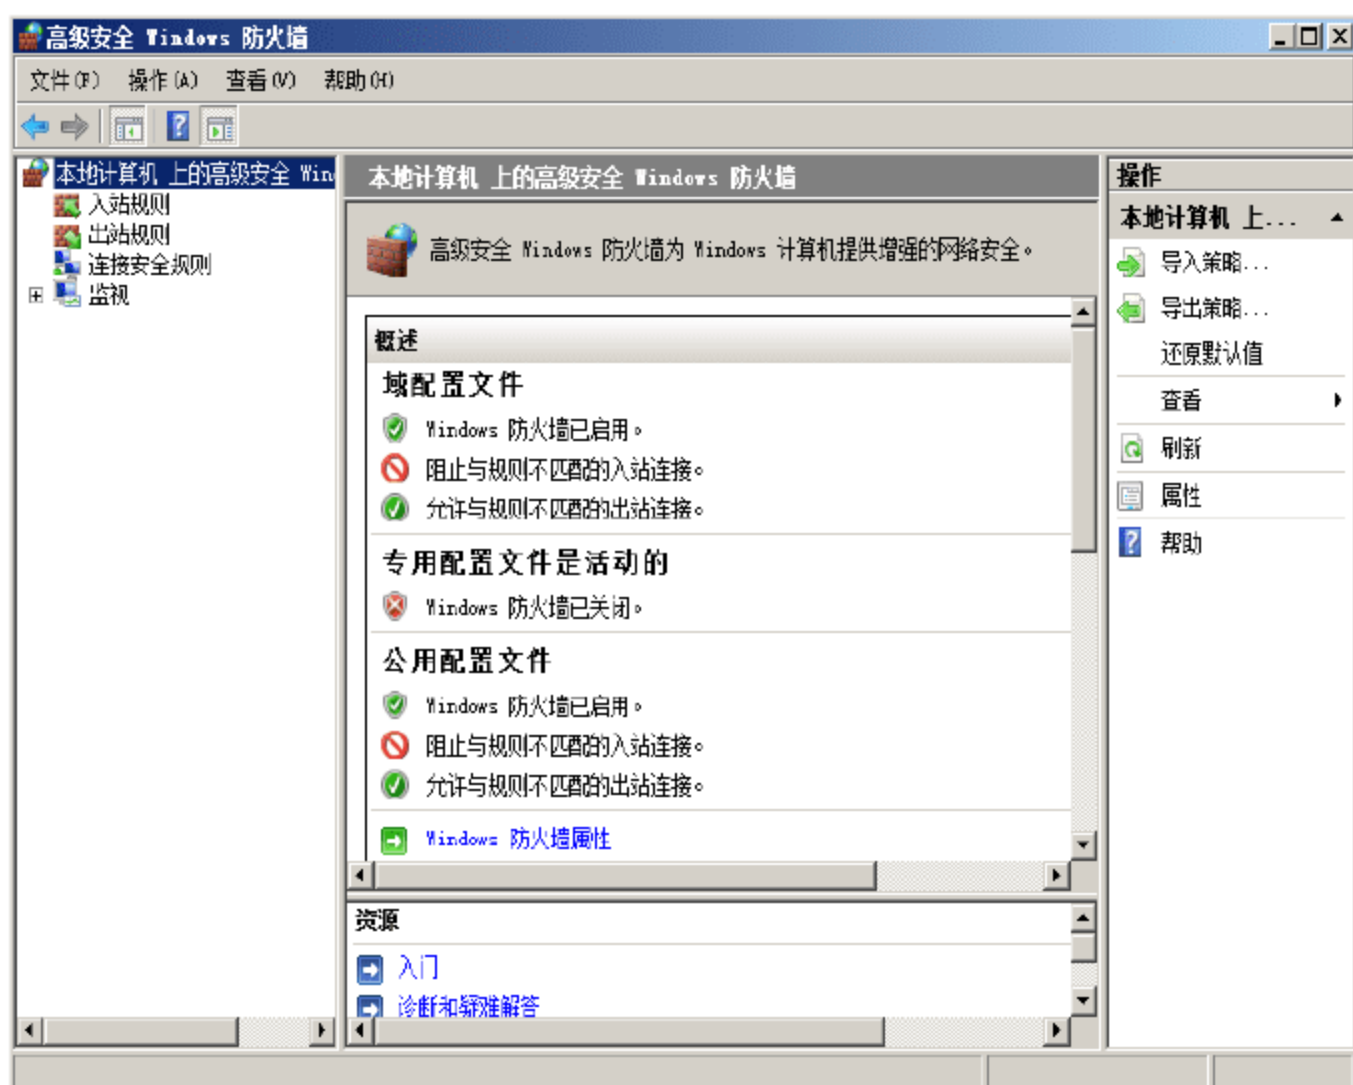 高级安全 Windows 防火墙
文件(F) 操作(A) 查看(V) 帮助(H)
本地计算机 上的高级安全 Win
入站规则
出站规则
连接安全规则
监视
本地计算机 上的高级安全 Windows 防火墙
高级安全 Windows 防火墙为 Windows 计算机提供增强的网络安全。
概述
域配置文件
Windows 防火墙已启用。
阻止与规则不匹配的入站连接。
允许与规则不匹配的出站连接。
专用配置文件是活动的
Windows 防火墙已关闭。
公用配置文件
Windows 防火墙已启用。
阻止与规则不匹配的入站连接。
允许与规则不匹配的出站连接。
Windows 防火墙属性
资源
入门
诊断和疑难解答
操作
本地计算机 上...
导入策略...
导出策略...
还原默认值
查看
刷新
属性
帮助